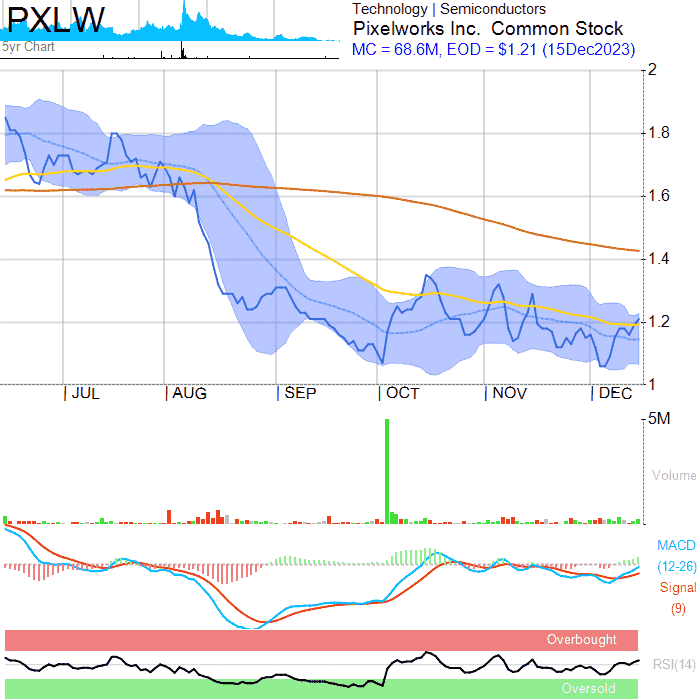 PXLW
5yr Chart
Technology | Semiconductors
Pixelworks Inc.  Common Stock
MC = 68.6M, EOD = $1.21 (15Dec2023)
2
1.8
1.6
1.4
1.2
1
| JUL | AUG | SEP | OCT | NOV | DEC
5M
Volume
MACD
(12-26)
Signal
(9)
Overbought
RSI(14)
Oversold